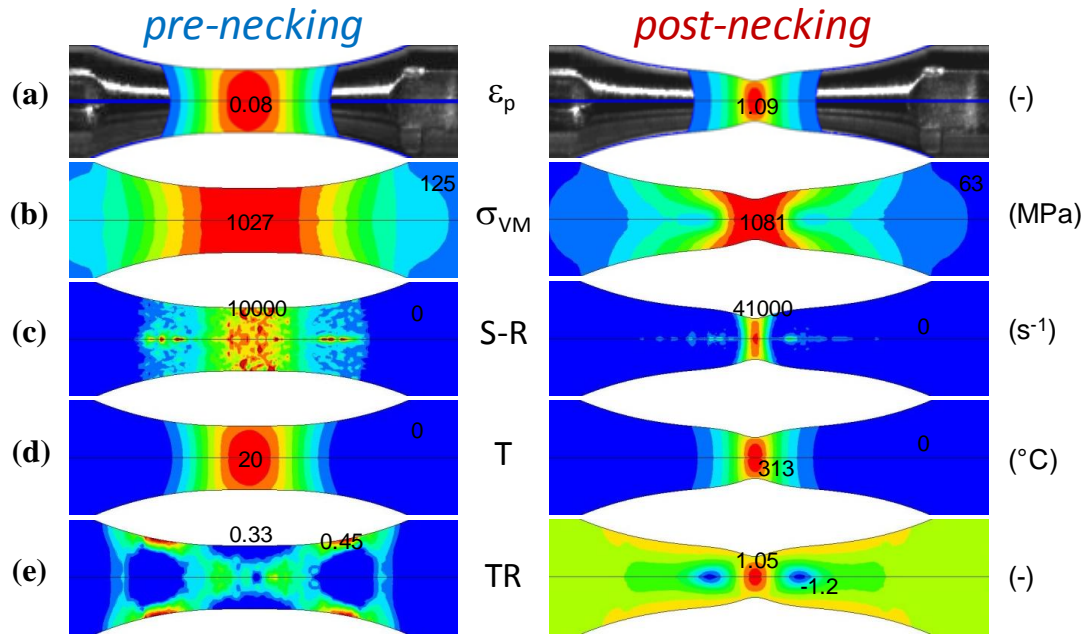 pre-necking post-necking
(a) 0.08 εp 1.09 (-)
(b) 125 1027 σVM 63 1081 (MPa)
(c) 10000 0 S-R 41000 0 (s-1)
(d) 0 20 T 0 313 (°C)
(e) 0.33 0.45 TR 1.05 -1.2 (-)